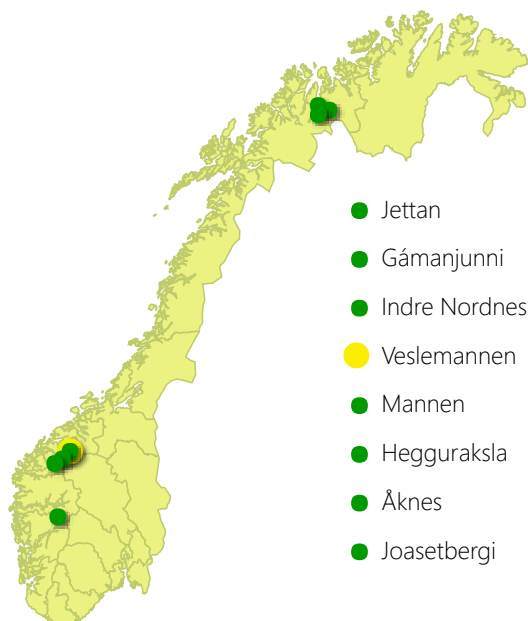 Jettan
Gámanjunni
Indre Nordnes
Veslemannen
Mannen
Hegguraksla
Åknes
Joasetbergi